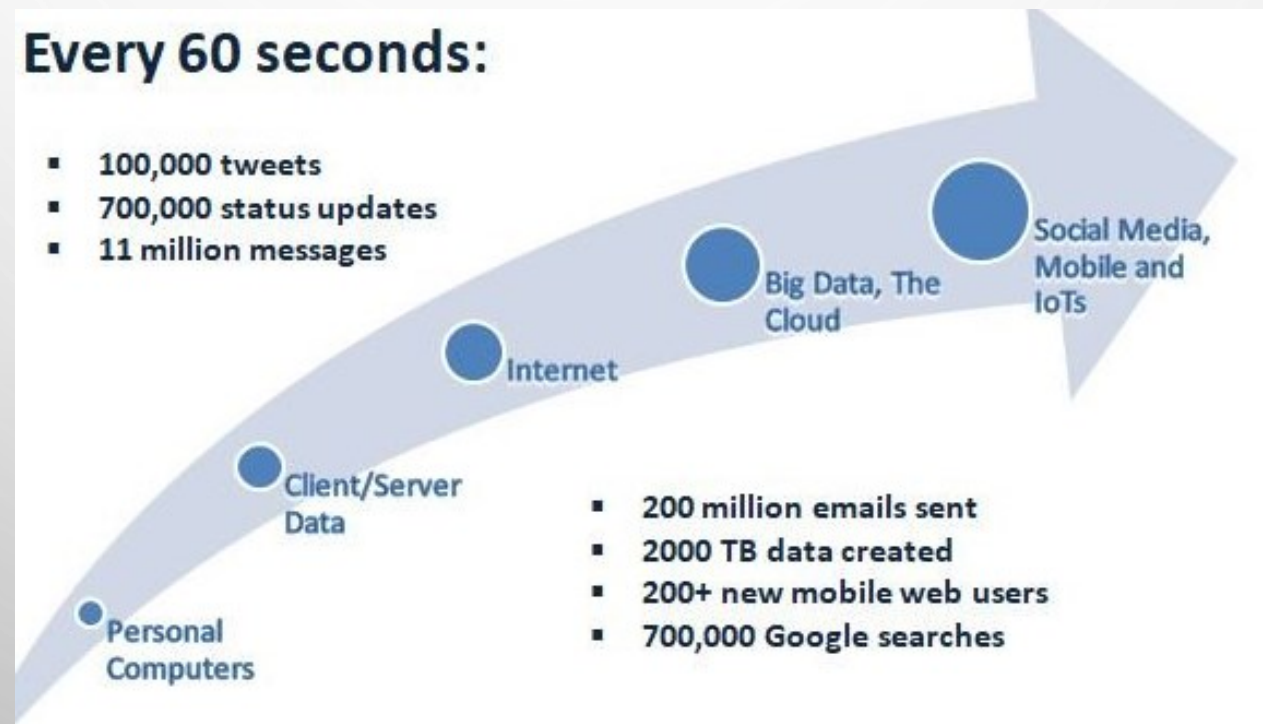 Every 60 seconds:
▪ 100,000 tweets
▪ 700,000 status updates
▪ 11 million messages
Social Media,
Mobile and
IoTs
Big Data, The
Cloud
Internet
Client/Server
Data
Personal
Computers
▪ 200 million emails sent
▪ 2000 TB data created
▪ 200+ new mobile web users
▪ 700,000 Google searches